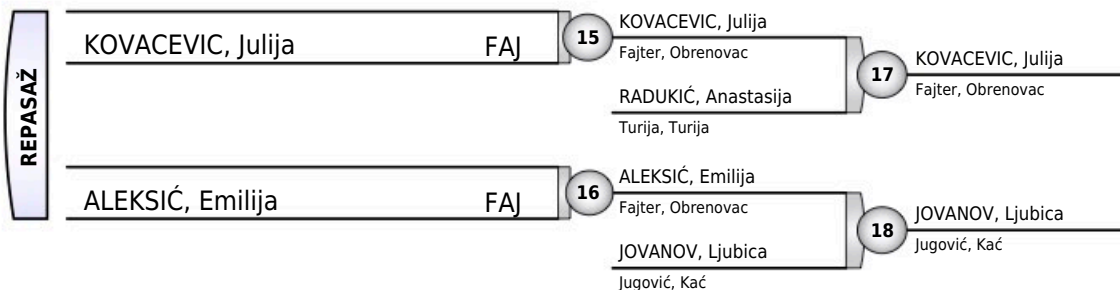 REPASAŽ
KOVACEVIC, Julija FAJ
15
KOVACEVIC, Julija
Fajter, Obrenovac
RADUKIĆ, Anastasija
Turija, Turija
17
KOVACEVIC, Julija
Fajter, Obrenovac
ALEKSIĆ, Emilija FAJ
16
ALEKSIĆ, Emilija
Fajter, Obrenovac
JOVANOV, Ljubica
Jugović, Kać
18
JOVANOV, Ljubica
Jugović, Kać